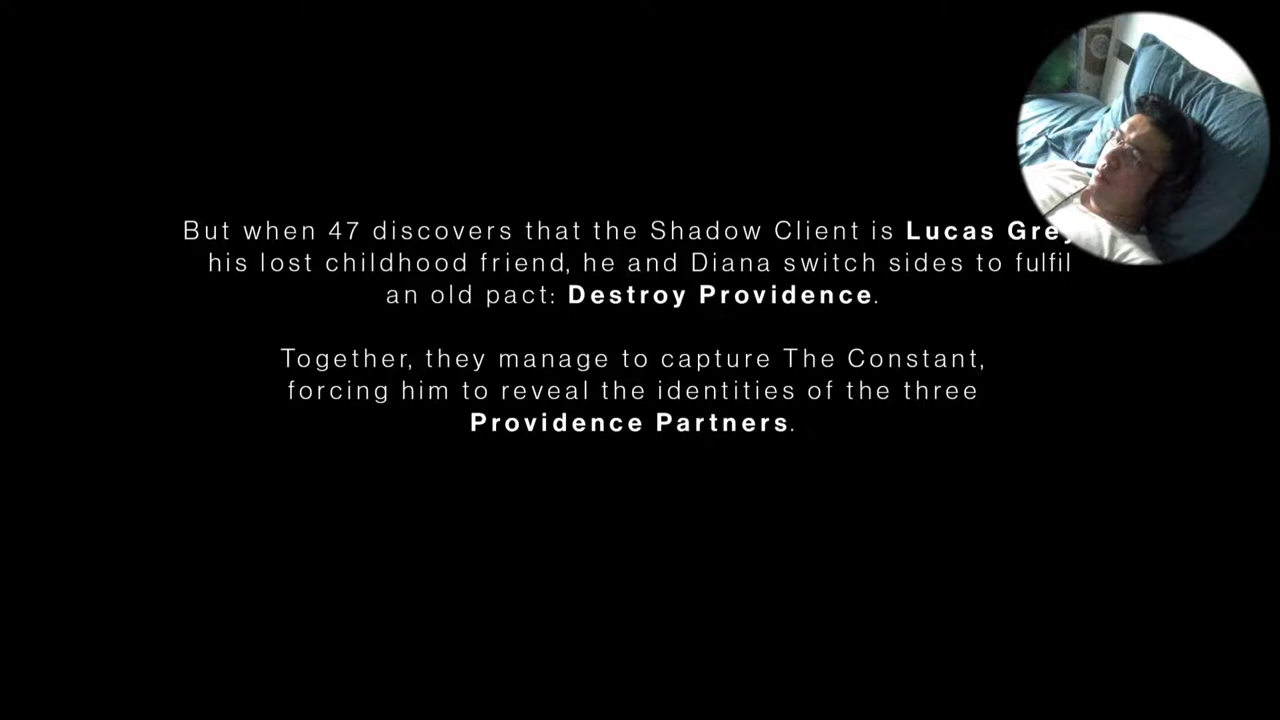 But when 47 discovers that the Shadow Client is Lucas Grey
his lost childhood friend, he and Diana switch sides to fulfil
an old pact: Destroy Providence.
Together, they manage to capture The Constant,
forcing him to reveal the identities of the three
Providence Partners.